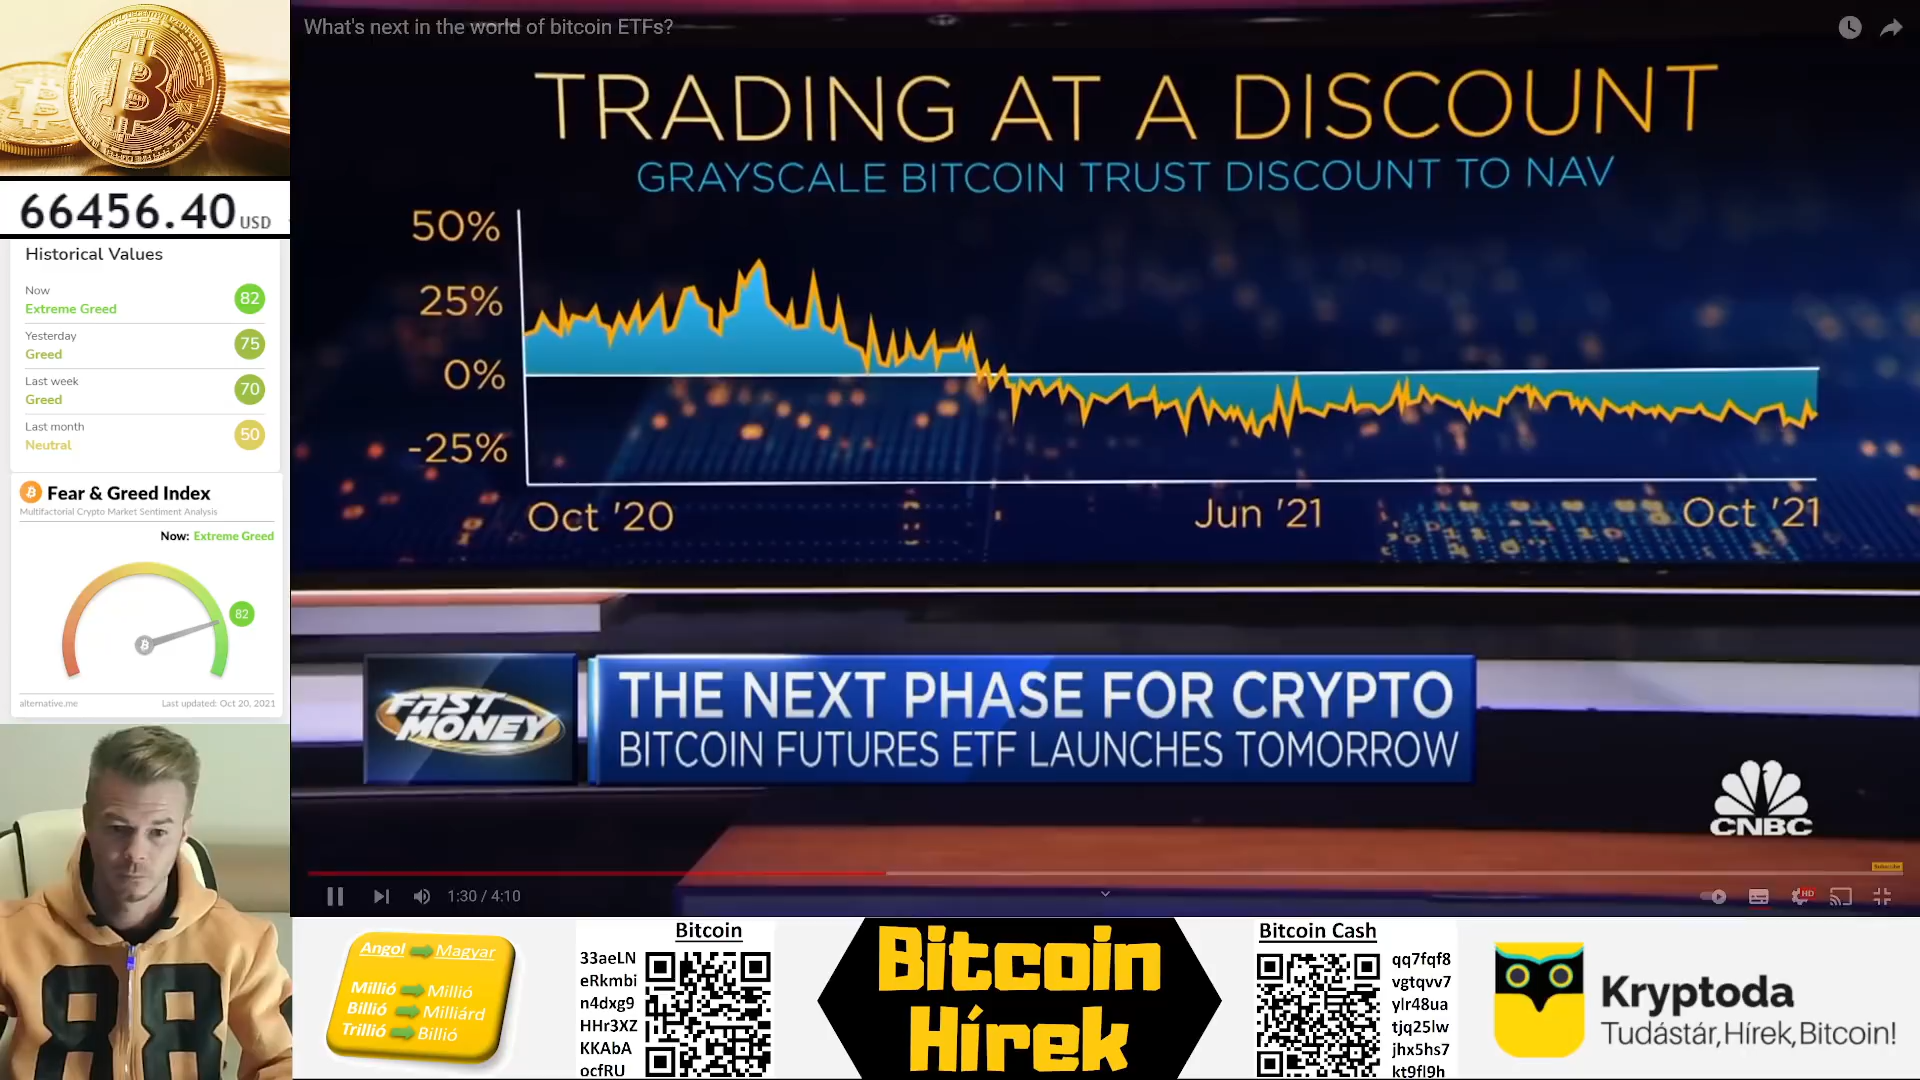 What's next in the world of bitcoin ETFs?
TRADING AT A DISCOUNT
GRAYSCALE BITCOIN TRUST DISCOUNT TO NAV
50%
25%
0%
-25%
Oct '20
Jun '21
Oct '21
66456.40 USD
Historical Values
Now
Extreme Greed
82
Yesterday
Greed
75
Last week
Greed
70
Last month
Neutral
50
Fear & Greed Index
Multifactorial Crypto Market Sentiment Analysis
Now: Extreme Greed
82
alternative.me
Last updated: Oct 20, 2021
FAST MONEY
THE NEXT PHASE FOR CRYPTO
BITCOIN FUTURES ETF LAUNCHES TOMORROW
CNBC
1:30 / 4:10
HD
88
Angol Magyar
Millió Millió
Billió Milliárd
Trillió Billió
Bitcoin
33aeLN
eRkmbi
n4dxg9
HHr3XZ
KKAbA
ocfRU
Bitcoin
Hírek
Bitcoin Cash
qq7fqf8
vgtqvv7
ylr48ua
tjq25lw
jhx5hs7
kt9fl9h
Kryptoda
Tudástár,Hírek,Bitcoin!